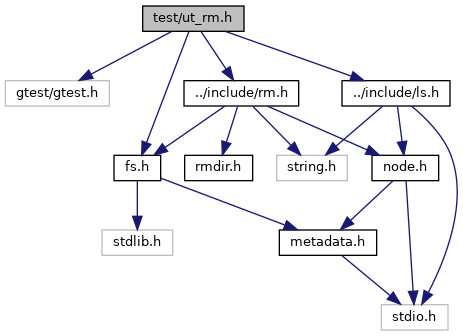 test/ut_rm.h
gtest/gtest.h
../include/rm.h
../include/ls.h
fs.h
rmdir.h
string.h
node.h
stdlib.h
metadata.h
stdio.h